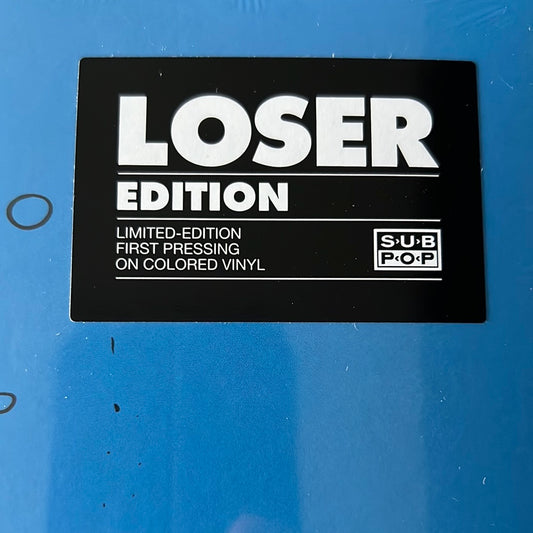 LOSER
EDITION
LIMITED-EDITION
FIRST PRESSING
ON COLORED VINYL
SUB
POP